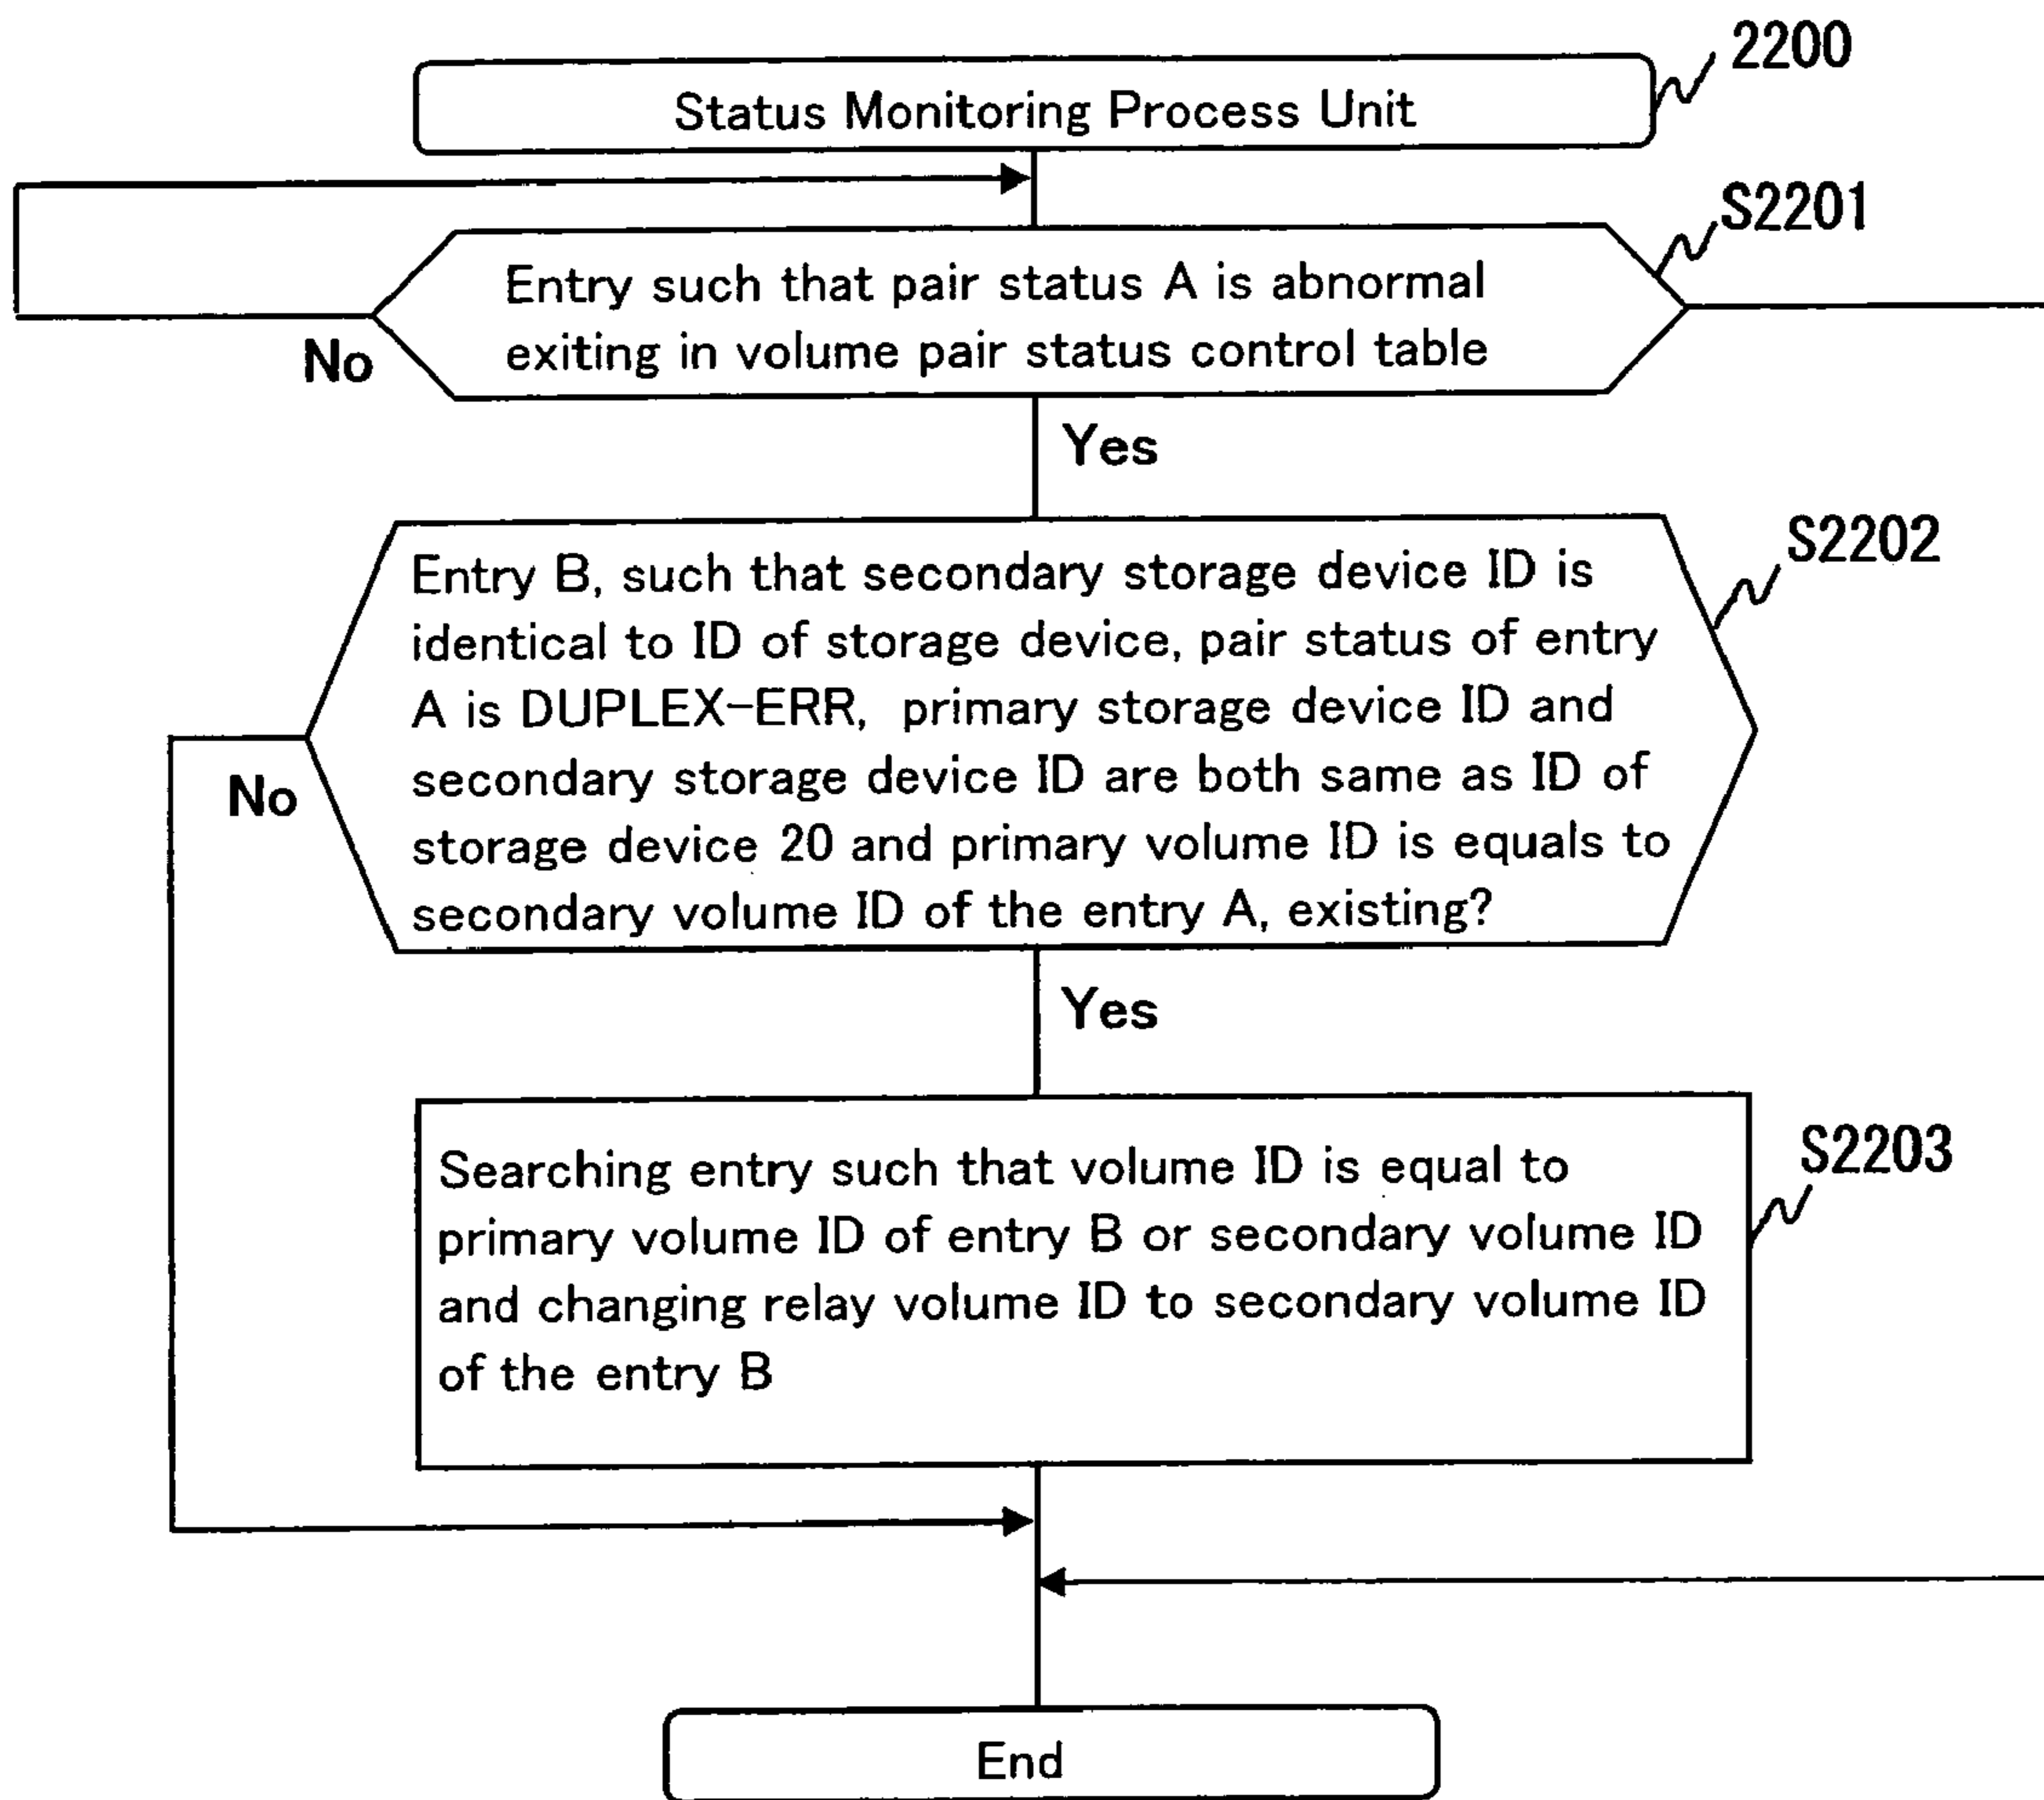 2200
Status Monitoring Process Unit
S2201
Entry such that pair status A is abnormal
exiting in volume pair status control table
No
Yes
S2202
Entry B, such that secondary storage device ID is
identical to ID of storage device, pair status of entry
A is DUPLEX-ERR, primary storage device ID and
secondary storage device ID are both same as ID of
storage device 20 and primary volume ID is equals to
secondary volume ID of the entry A, existing?
No
Yes
S2203
Searching entry such that volume ID is equal to
primary volume ID of entry B or secondary volume ID
and changing relay volume ID to secondary volume ID
of the entry B
End